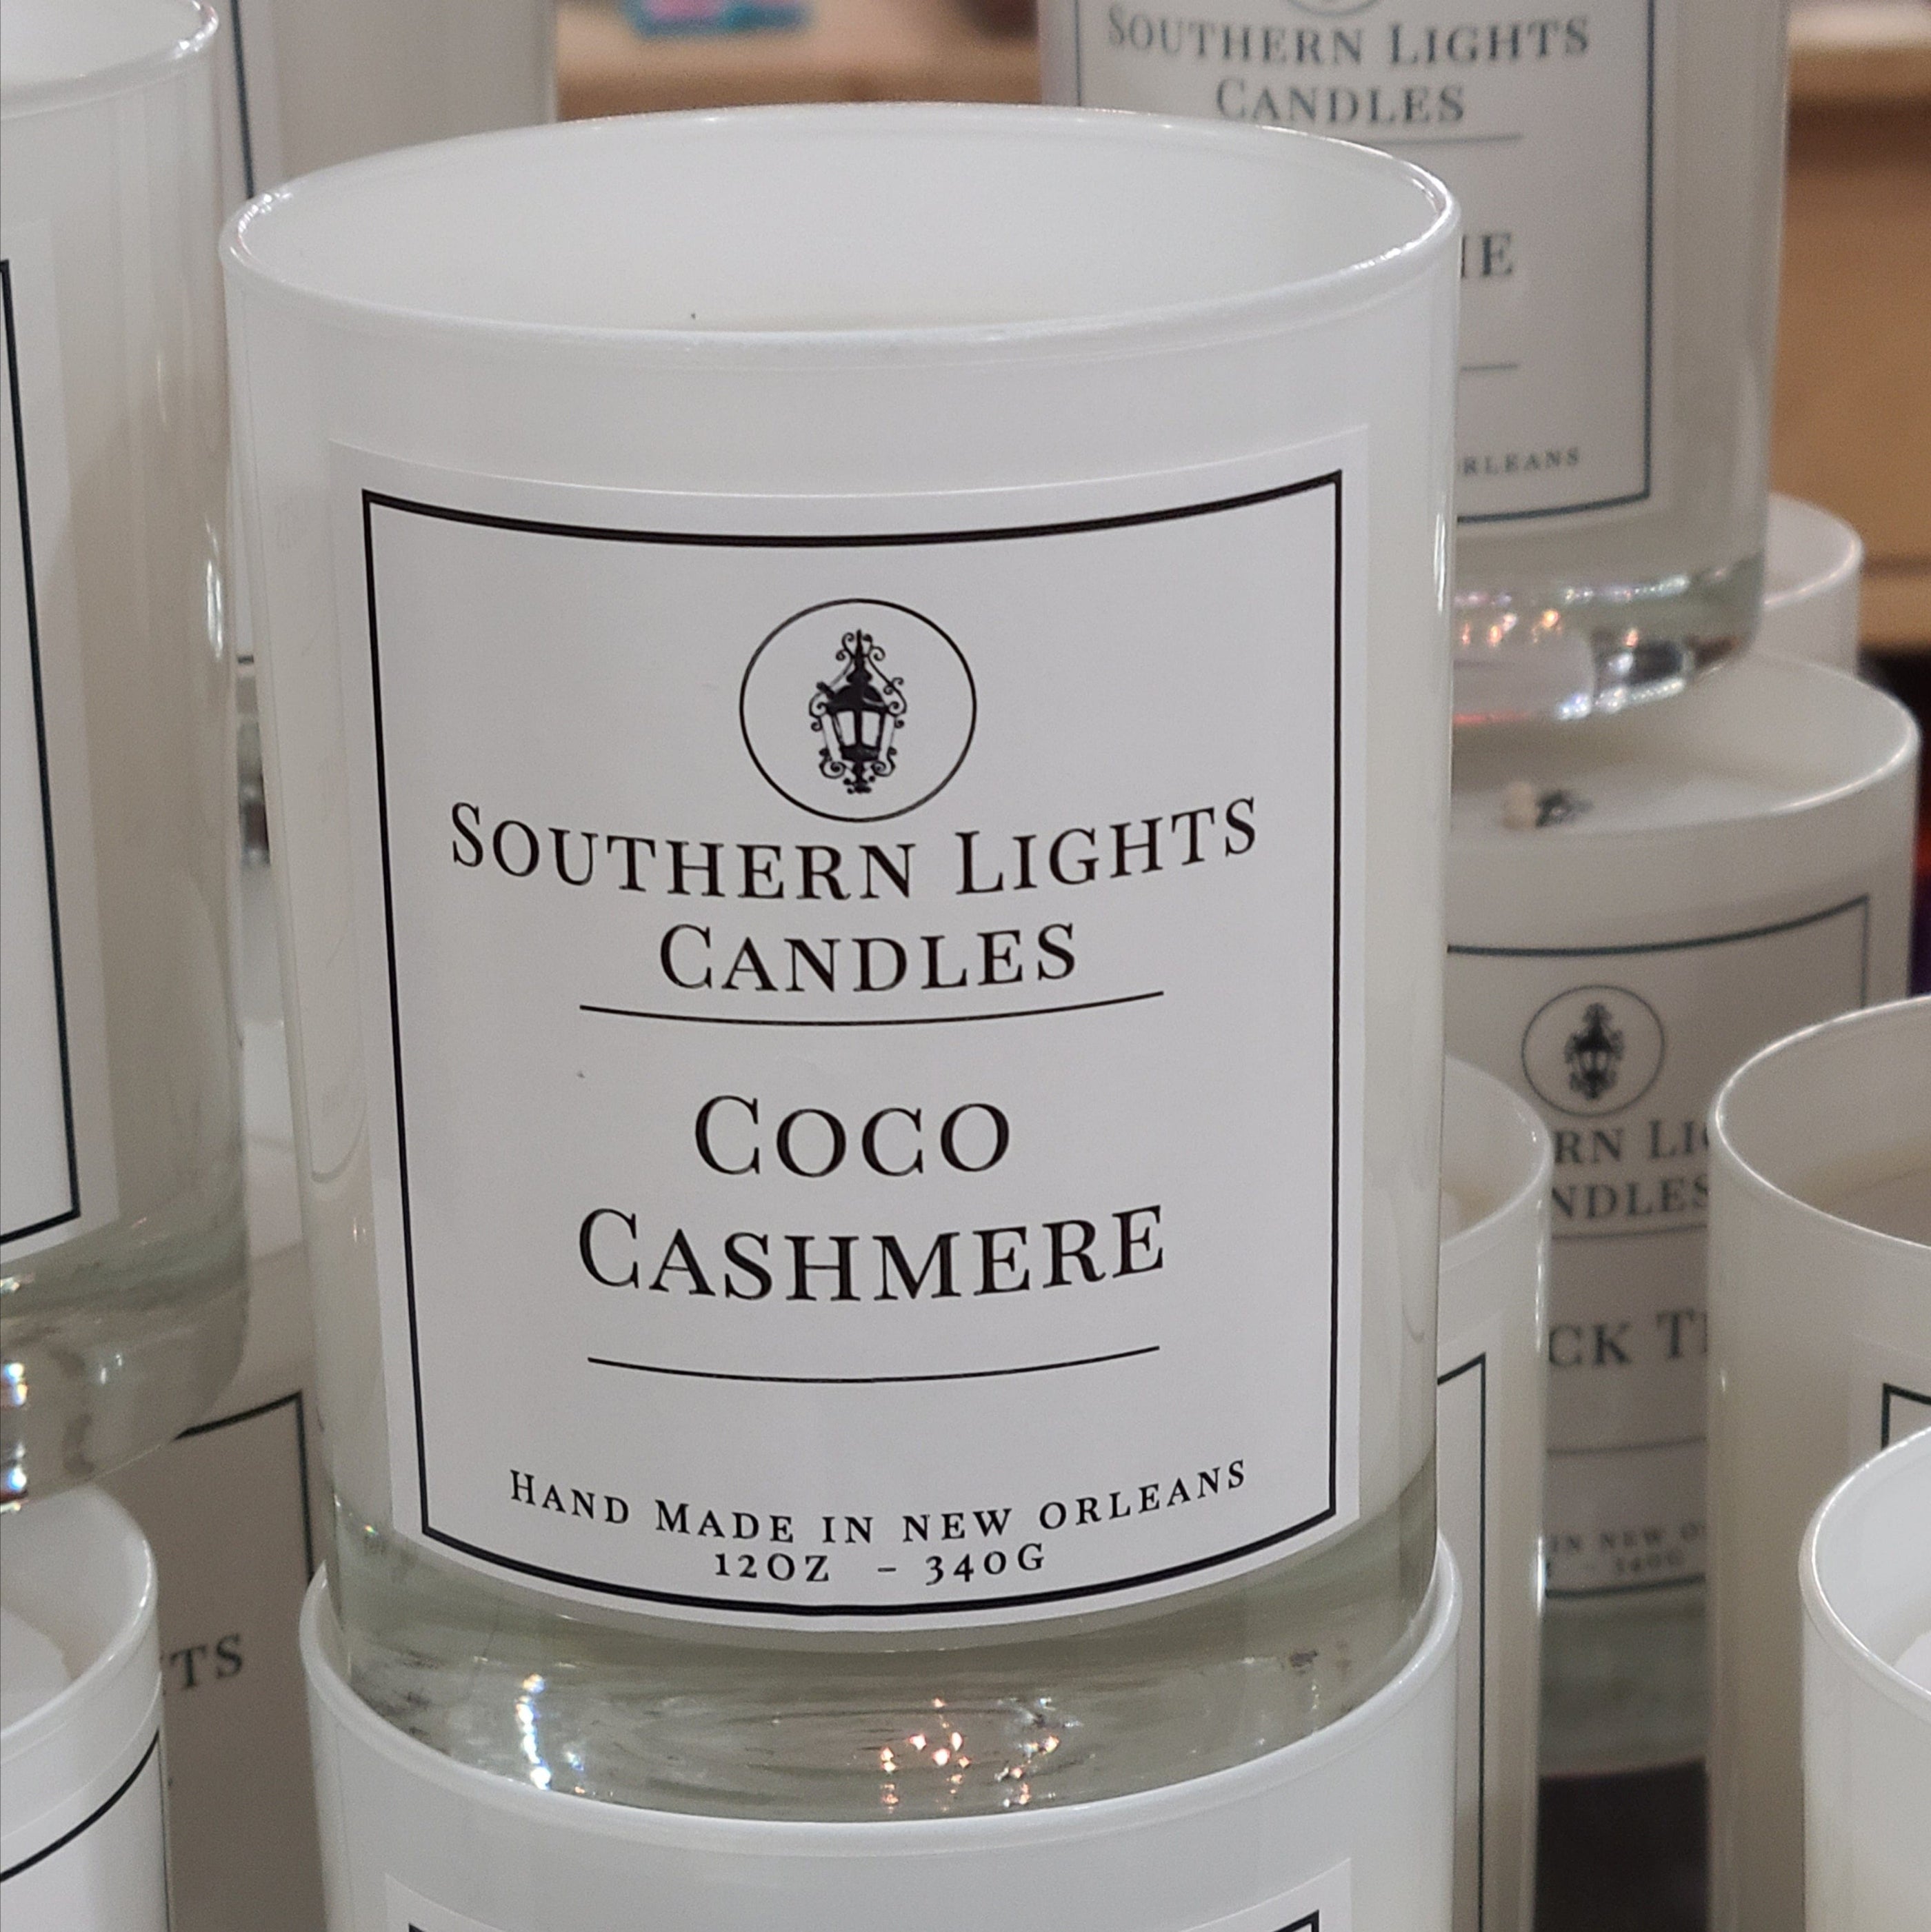 Southern Lights
Candles
Coco
Cashmere
Hand Made in New Orleans
12oz - 340g
Southern Lights
Candles